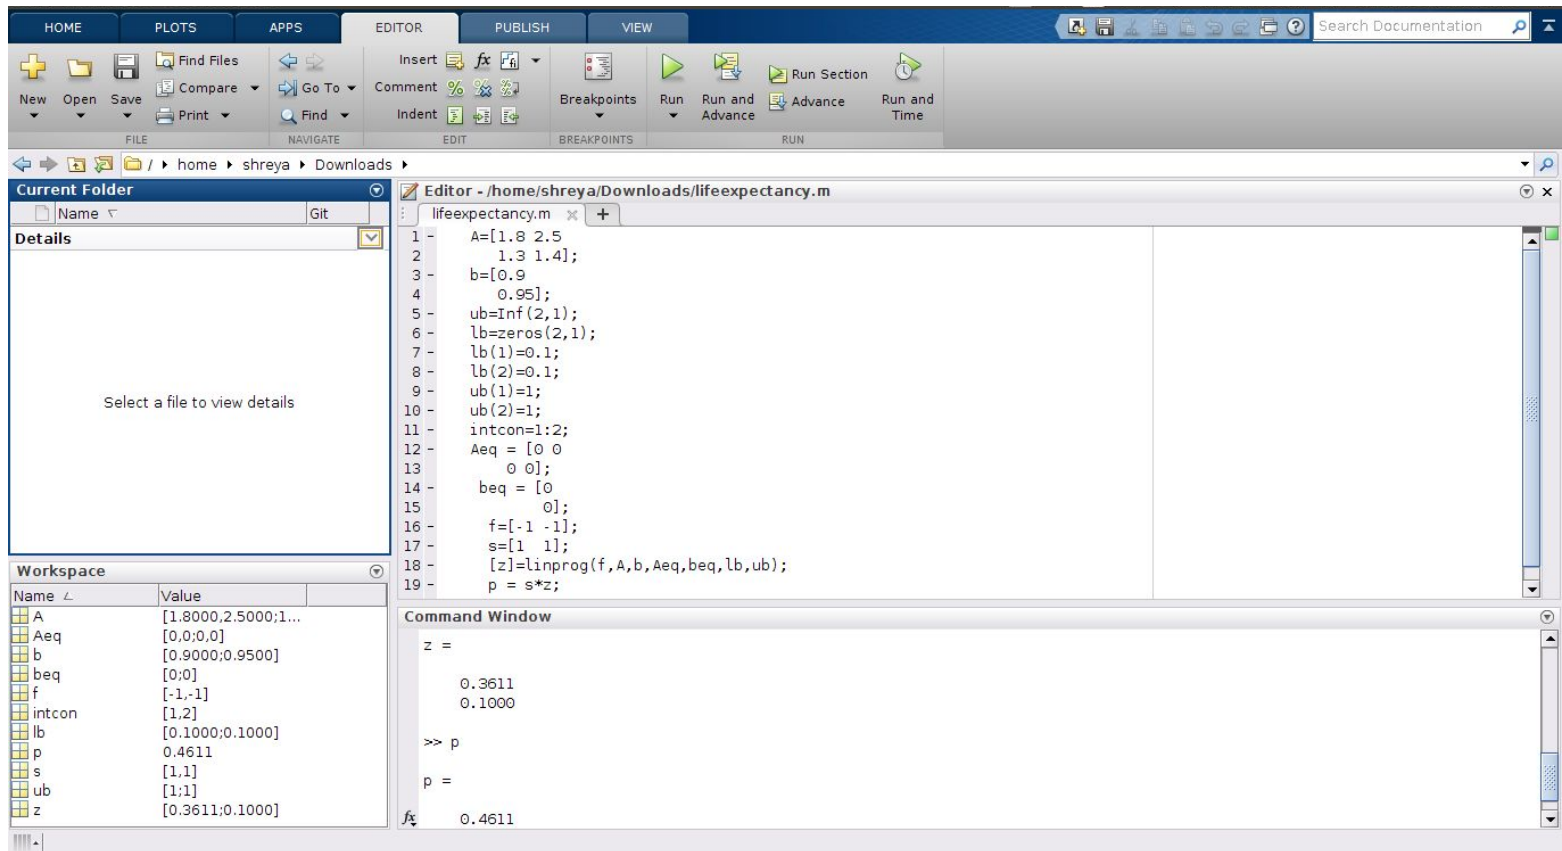 HOME PLOTS APPS EDITOR PUBLISH VIEW Search Documentation
New Open Save Find Files Compare Print Go To Find Insert fx Comment Indent Breakpoints Run Run and Advance Run Section Advance Run and Time
FILE NAVIGATE EDIT BREAKPOINTS RUN
/ home shreya Downloads
Current Folder
Name Git
Details
Select a file to view details
Workspace
Name Value
A [1.8000,2.5000;1...
Aeq [0,0;0,0]
b [0.9000;0.9500]
beq [0;0]
f [-1,-1]
intcon [1,2]
lb [0.1000;0.1000]
p 0.4611
s [1,1]
ub [1;1]
z [0.3611;0.1000]
Editor - /home/shreya/Downloads/lifeexpectancy.m
lifeexpectancy.m
1 - A=[1.8 2.5
2 1.3 1.4];
3 - b=[0.9
4 0.95];
5 - ub=Inf(2,1);
6 - lb=zeros(2,1);
7 - lb(1)=0.1;
8 - lb(2)=0.1;
9 - ub(1)=1;
10 - ub(2)=1;
11 - intcon=1:2;
12 - Aeq = [0 0
13 0 0];
14 - beq = [0
15 0];
16 - f=[-1 -1];
17 - s=[1 1];
18 - [z]=linprog(f,A,b,Aeq,beq,lb,ub);
19 - p = s*z;
Command Window
z =
0.3611
0.1000
>> p
p =
fx 0.4611